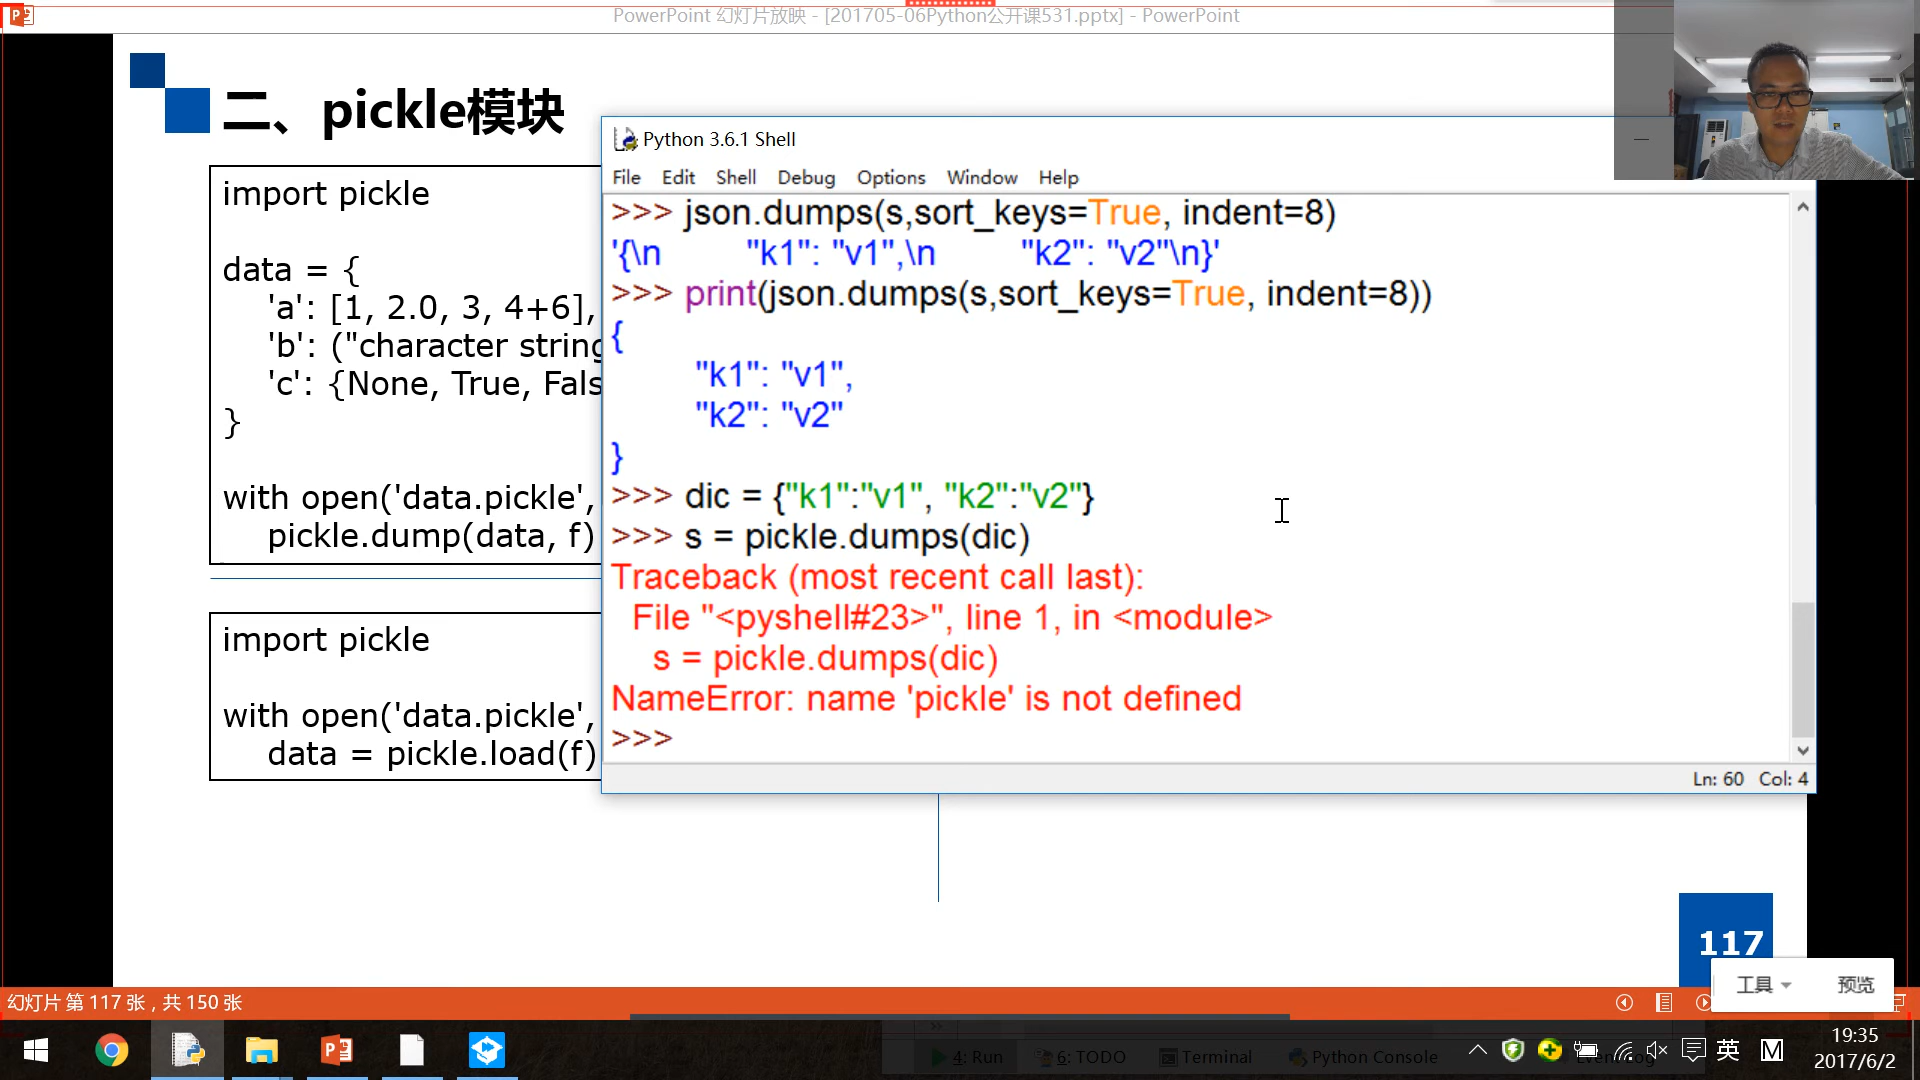 PowerPoint 幻灯片放映 - [201705-06Python公开课531.pptx] - PowerPoint
二、pickle模块
import pickle
data = {
'a': [1, 2.0, 3, 4+6],
'b': ("character string
'c': {None, True, Fals
}
with open('data.pickle',
pickle.dump(data, f)
import pickle
with open('data.pickle',
data = pickle.load(f)
Python 3.6.1 Shell
File Edit Shell Debug Options Window Help
>>> json.dumps(s,sort_keys=True, indent=8)
'{\n        "k1": "v1",\n        "k2": "v2"\n}'
>>> print(json.dumps(s,sort_keys=True, indent=8))
{
"k1": "v1",
"k2": "v2"
}
>>> dic = {"k1":"v1", "k2":"v2"}
>>> s = pickle.dumps(dic)
Traceback (most recent call last):
File "<pyshell#23>", line 1, in <module>
s = pickle.dumps(dic)
NameError: name 'pickle' is not defined
>>>
Ln: 60 Col: 4
117
工具 预览
幻灯片 第 117 张，共 150 张
4: Run 6: TODO Terminal Python Console
英
19:35
2017/6/2